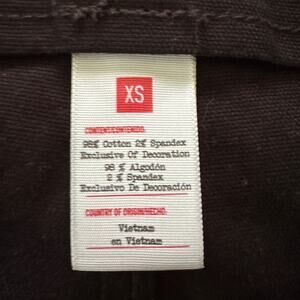 XS
CONTENT/CONTENIDO:
98% Cotton 2% Spandex
Exclusive Of Decoration
98 % Algodón
2 % Spandex
Exclusivo De Decoración
COUNTRY OF ORIGIN/HECHO:
Vietnam
en Vietnam